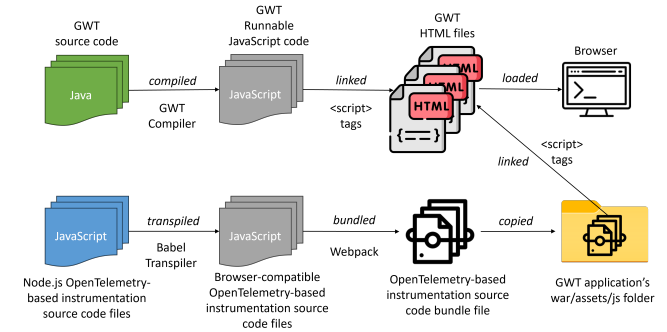 GWT
source code
GWT
Runnable
JavaScript code
GWT
HTML files
Browser
Java
compiled
GWT
Compiler
JavaScript
linked
<script>
tags
HTML
HTML
HTML
{==}
loaded
>_
<script>
tags
linked
JavaScript
transpiled
Babel
Transpiler
JavaScript
bundled
Webpack
copied
Node.js OpenTelemetry-
based instrumentation
source code files
Browser-compatible
OpenTelemetry-based
instrumentation source
code files
OpenTelemetry-based
instrumentation source
code bundle file
GWT application's
war/assets/js folder